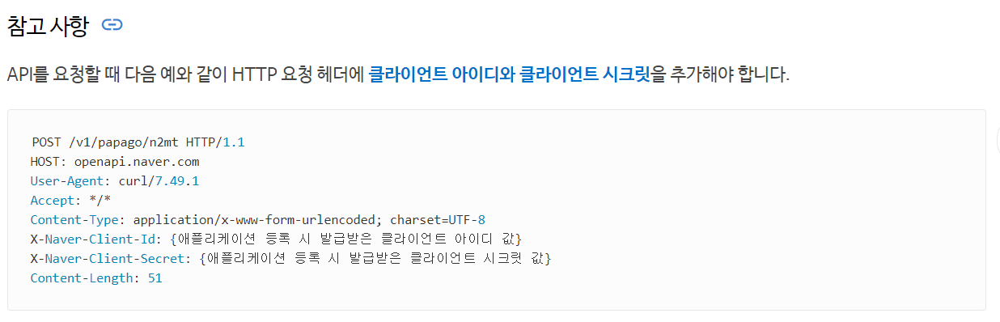 참고 사항
API를 요청할 때 다음 예와 같이 HTTP 요청 헤더에 클라이언트 아이디와 클라이언트 시크릿을 추가해야 합니다.
POST /v1/papago/n2mt HTTP/1.1
HOST: openapi.naver.com
User-Agent: curl/7.49.1
Accept: */*
Content-Type: application/x-www-form-urlencoded; charset=UTF-8
X-Naver-Client-Id: {애플리케이션 등록 시 발급받은 클라이언트 아이디 값}
X-Naver-Client-Secret: {애플리케이션 등록 시 발급받은 클라이언트 시크릿 값}
Content-Length: 51